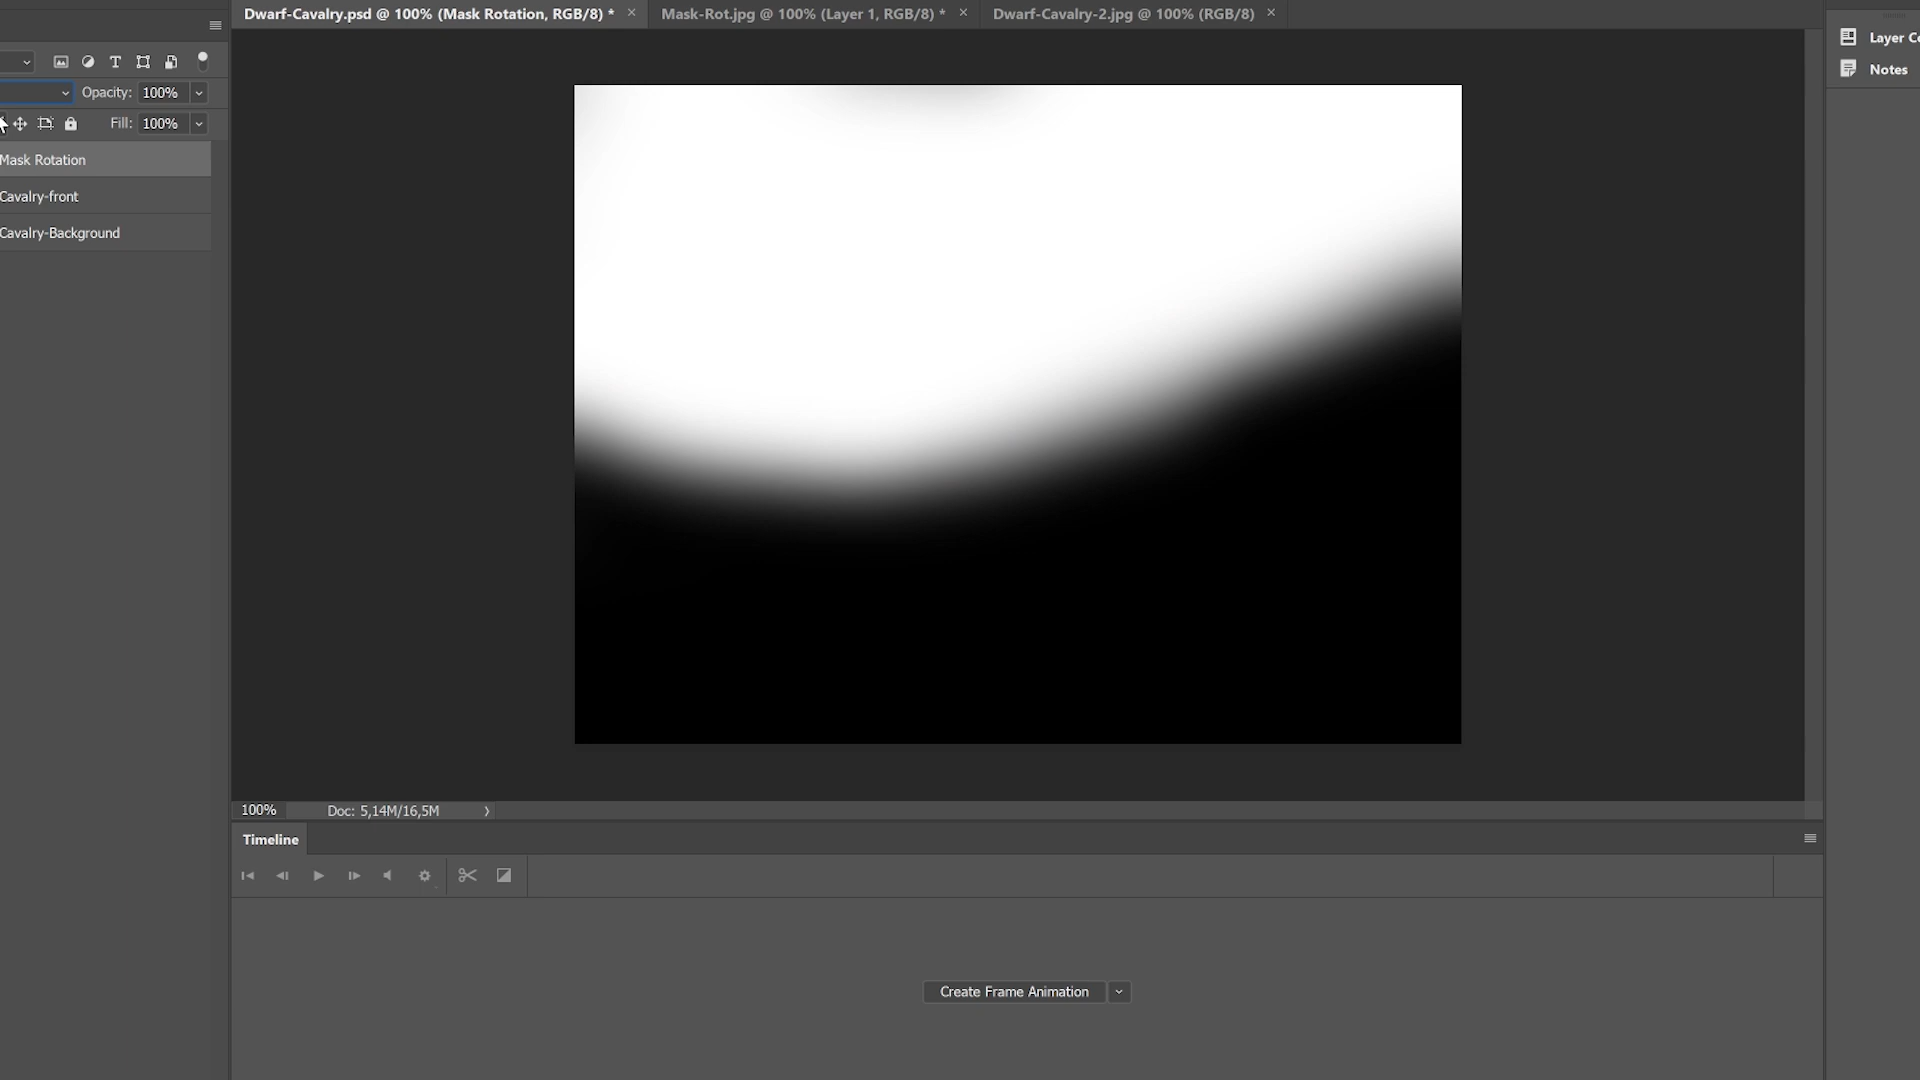 Dwarf-Cavalry.psd @ 100% (Mask Rotation, RGB/8) *
Mask-Rot.jpg @ 100% (Layer 1, RGB/8) *
Dwarf-Cavalry-2.jpg @ 100% (RGB/8)
Opacity: 100%
Fill: 100%
Mask Rotation
Cavalry-front
Cavalry-Background
Notes
100%
Doc: 5,14M/16,5M
Timeline
Create Frame Animation
Layer